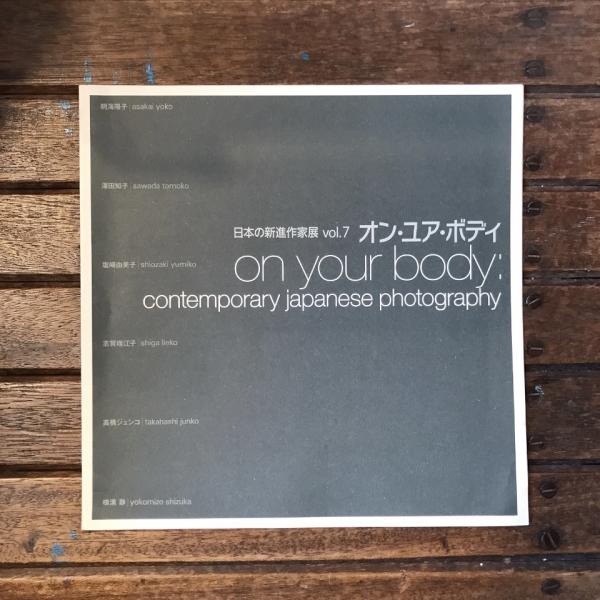 明海陽子 | asakai yoko
澤田知子 | sawada tomoko
日本の新進作家展 vol.7 オン・ユア・ボディ
on your body:
contemporary japanese photography
塩崎由美子 | shiozaki yumiko
志賀理江子 | shiga lieko
高橋ジュンコ | takahashi junko
横溝 静 | yokomizo shizuka